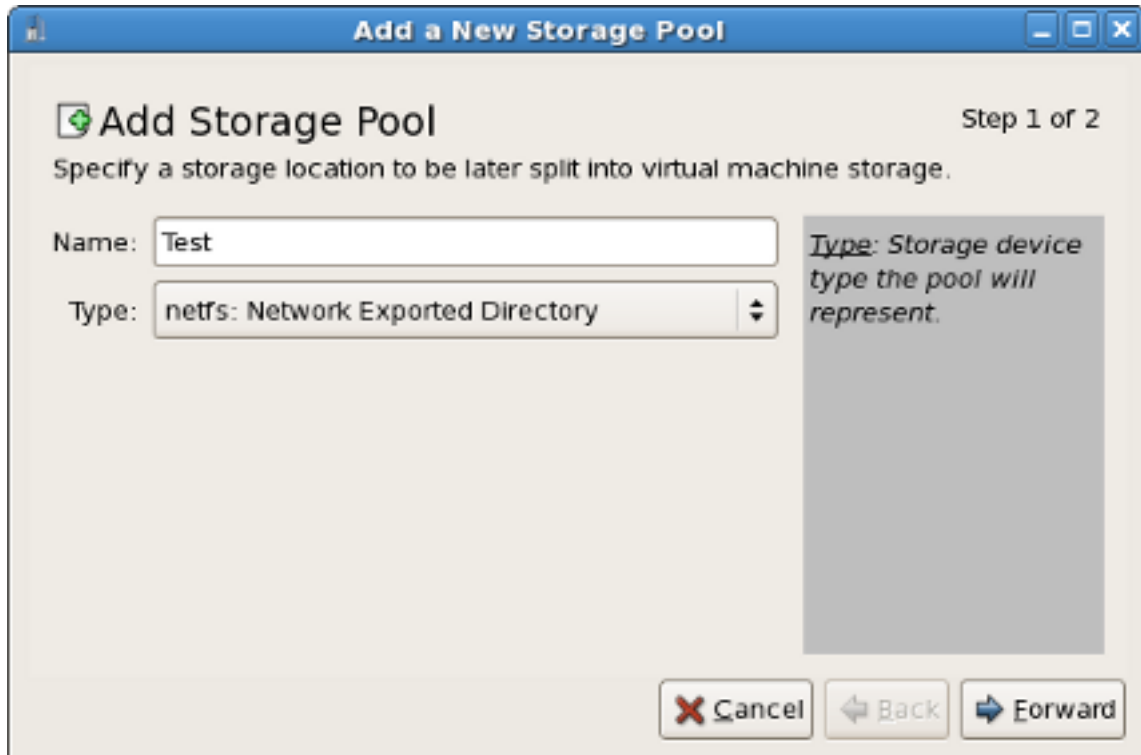 Add a New Storage Pool
Add Storage Pool
Step 1 of 2
Specify a storage location to be later split into virtual machine storage.
Name: Test
Type: netfs: Network Exported Directory
Type: Storage device
type the pool will
represent.
Cancel Back Forward